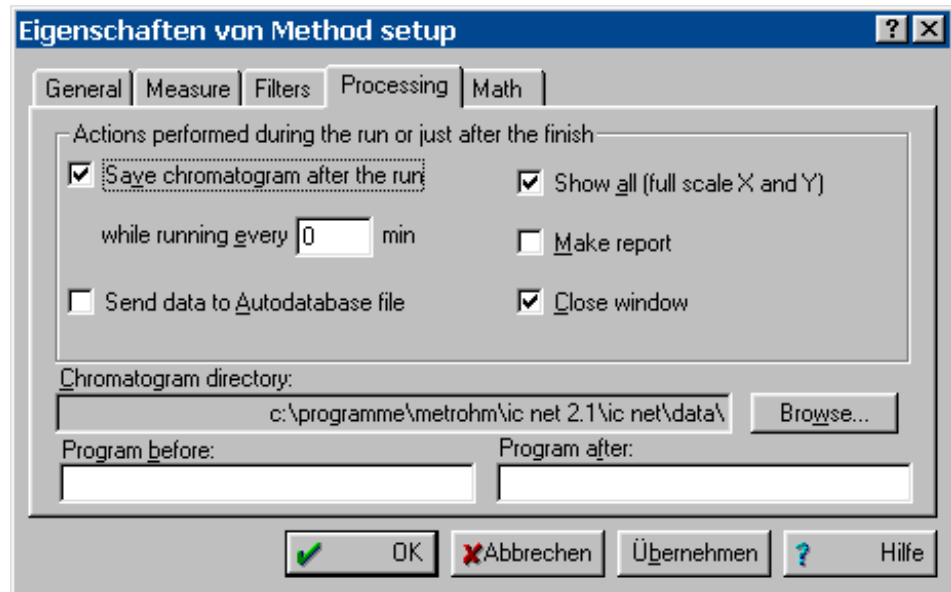 Eigenschaften von Method setup
General Measure Filters Processing Math
Actions performed during the run or just after the finish
Save chromatogram after the run
Show all (full scale X and Y)
while running every 0 min
Make report
Send data to Autodatabase file
Close window
Chromatogram directory:
c:\programme\metrohm\ic net 2.1\ic net\data\
Browse...
Program before:
Program after:
OK Abbrechen Übernehmen ? Hilfe